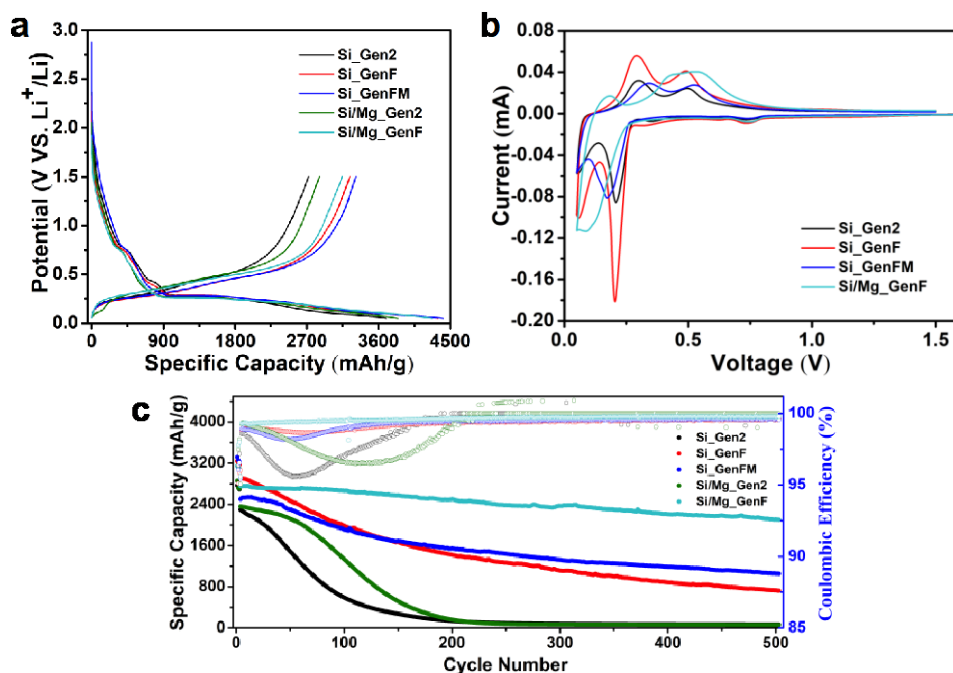 a
3.0
2.5
2.0
1.5
1.0
0.5
0.0
Potential (V VS. Li⁺/Li)
0 900 1800 2700 3600 4500
Specific Capacity (mAh/g)
Si_Gen2
Si_GenF
Si_GenFM
Si/Mg_Gen2
Si/Mg_GenF
b
0.08
0.04
0.00
-0.04
-0.08
-0.12
-0.16
-0.20
Current (mA)
0.0 0.5 1.0 1.5
Voltage (V)
Si_Gen2
Si_GenF
Si_GenFM
Si/Mg_GenF
c
4000
3200
2400
1600
800
0
Specific Capacity (mAh/g)
0 100 200 300 400 500
Cycle Number
Si_Gen2
Si_GenF
Si_GenFM
Si/Mg_Gen2
Si/Mg_GenF
100
95
90
85
Coulombic Efficiency (%)